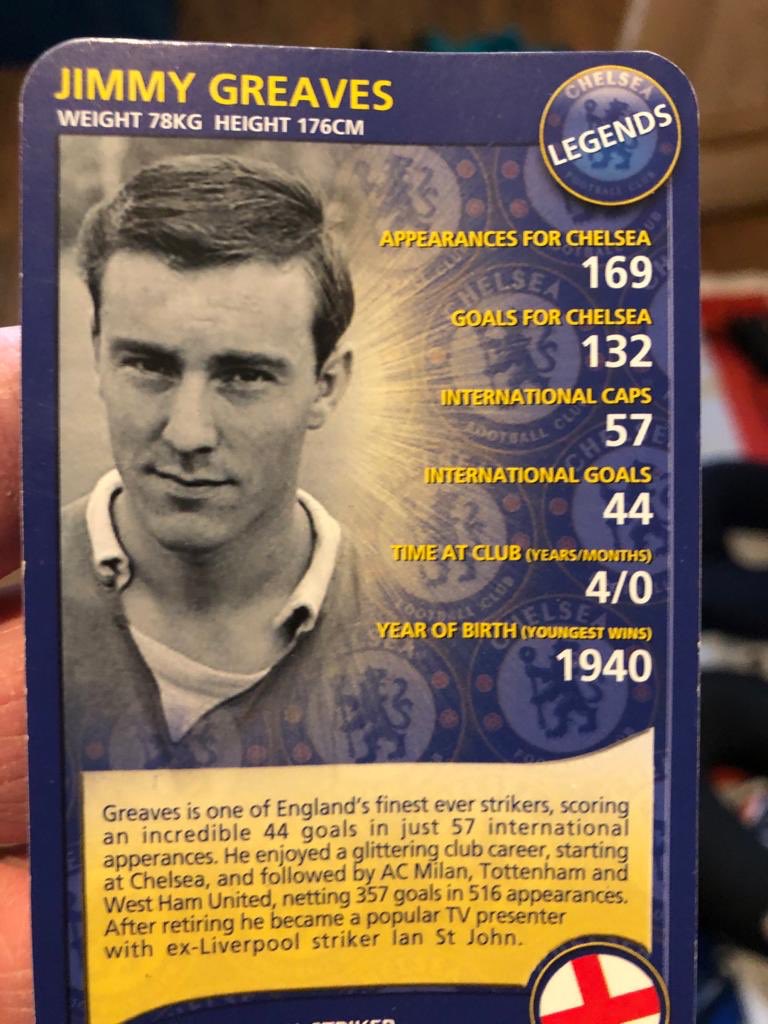 JIMMY GREAVES
WEIGHT 78KG HEIGHT 176CM
CHELSEA
LEGENDS
FOOTBALL CLUB
APPEARANCES FOR CHELSEA
169
GOALS FOR CHELSEA
132
INTERNATIONAL CAPS
57
INTERNATIONAL GOALS
44
TIME AT CLUB (YEARS/MONTHS)
4/0
YEAR OF BIRTH (YOUNGEST WINS)
1940
Greaves is one of England's finest ever strikers, scoring
an incredible 44 goals in just 57 international
apperances. He enjoyed a glittering club career, starting
at Chelsea, and followed by AC Milan, Tottenham and
West Ham United, netting 357 goals in 516 appearances.
After retiring he became a popular TV presenter
with ex-Liverpool striker Ian St John.
STRIKER